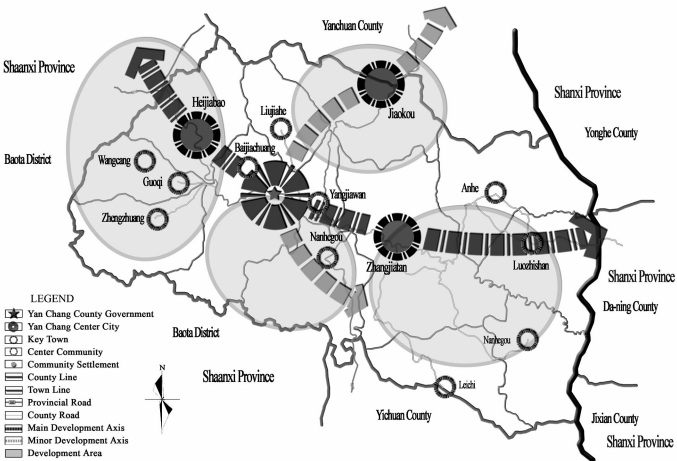 Yanchuan County
Shaanxi Province
Shanxi Province
Heijiabao
Liujiahe
Jiaokou
Yonghe County
Baota District
Wangcang
Baijiachuang
Guoqi
Yangjiawan
Anhe
Zhengzhuang
Nanhegou
Zhangjiatan
Luozhishan
Shanxi Province
Da-ning County
LEGEND
Yan Chang County Government
Yan Chang Center City
Key Town
Center Community
Community Settlement
County Line
Town Line
Provincial Road
County Road
Main Development Axis
Minor Development Axis
Development Area
N
Baota District
Shaanxi Province
Nanhegou
Leichi
Yichuan County
Jixian County
Shanxi Province